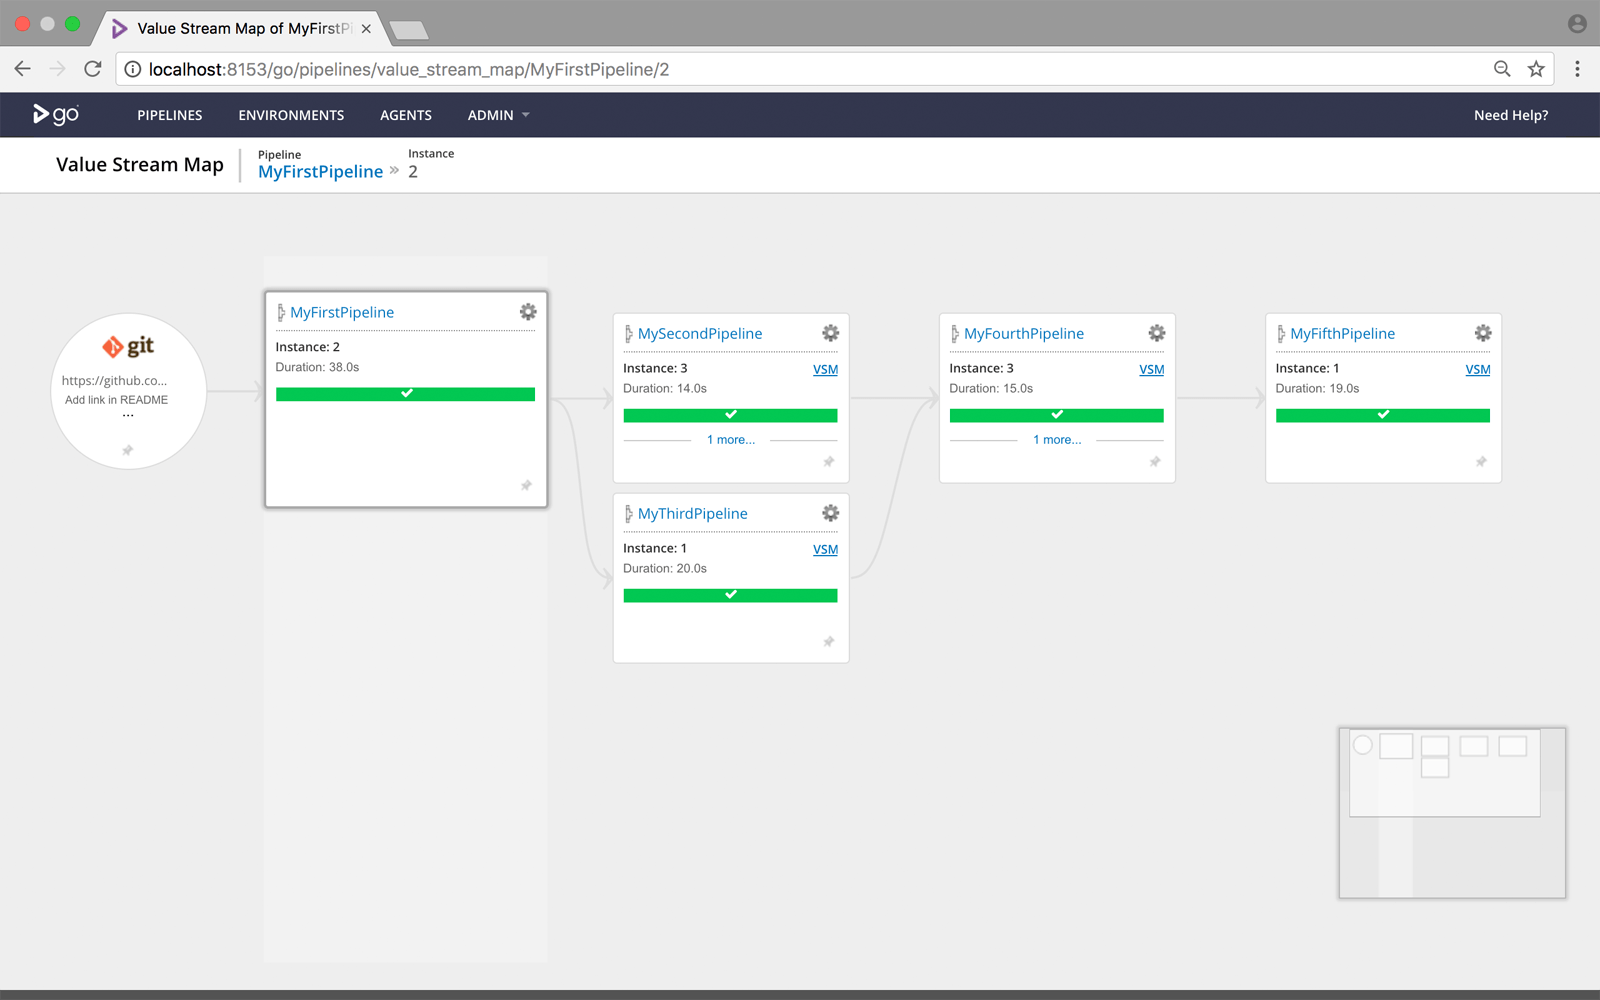 Value Stream Map of MyFirstPi
localhost:8153/go/pipelines/value_stream_map/MyFirstPipeline/2
go
PIPELINES
ENVIRONMENTS
AGENTS
ADMIN
Need Help?
Value Stream Map
Pipeline
MyFirstPipeline »
Instance
2
git
https://github.co...
Add link in README
...
MyFirstPipeline
Instance: 2
Duration: 38.0s
MySecondPipeline
Instance: 3
VSM
Duration: 14.0s
1 more...
MyThirdPipeline
Instance: 1
VSM
Duration: 20.0s
MyFourthPipeline
Instance: 3
VSM
Duration: 15.0s
1 more...
MyFifthPipeline
Instance: 1
VSM
Duration: 19.0s